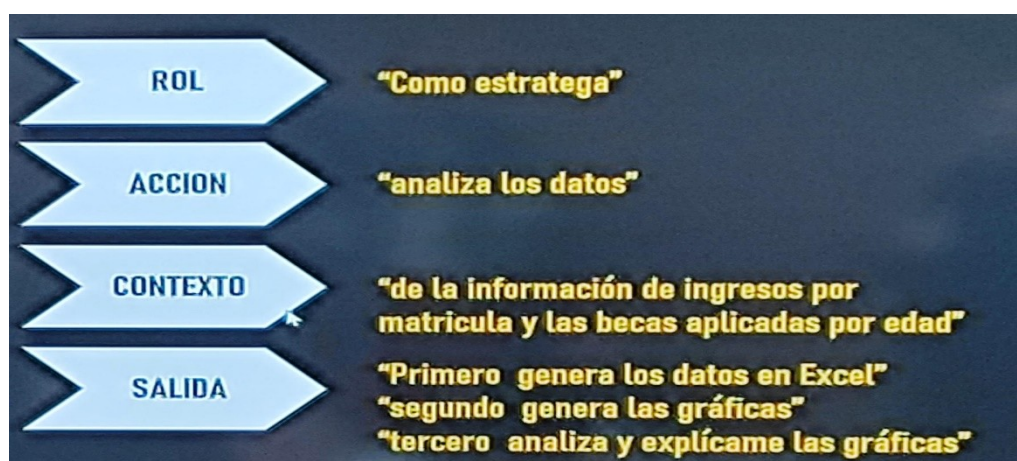 ROL
"Como estratega"
ACCION
"analiza los datos"
CONTEXTO
"de la información de ingresos por
matricula y las becas aplicadas por edad"
SALIDA
"Primero genera los datos en Excel"
"segundo genera las gráficas"
"tercero analiza y explícame las gráficas"